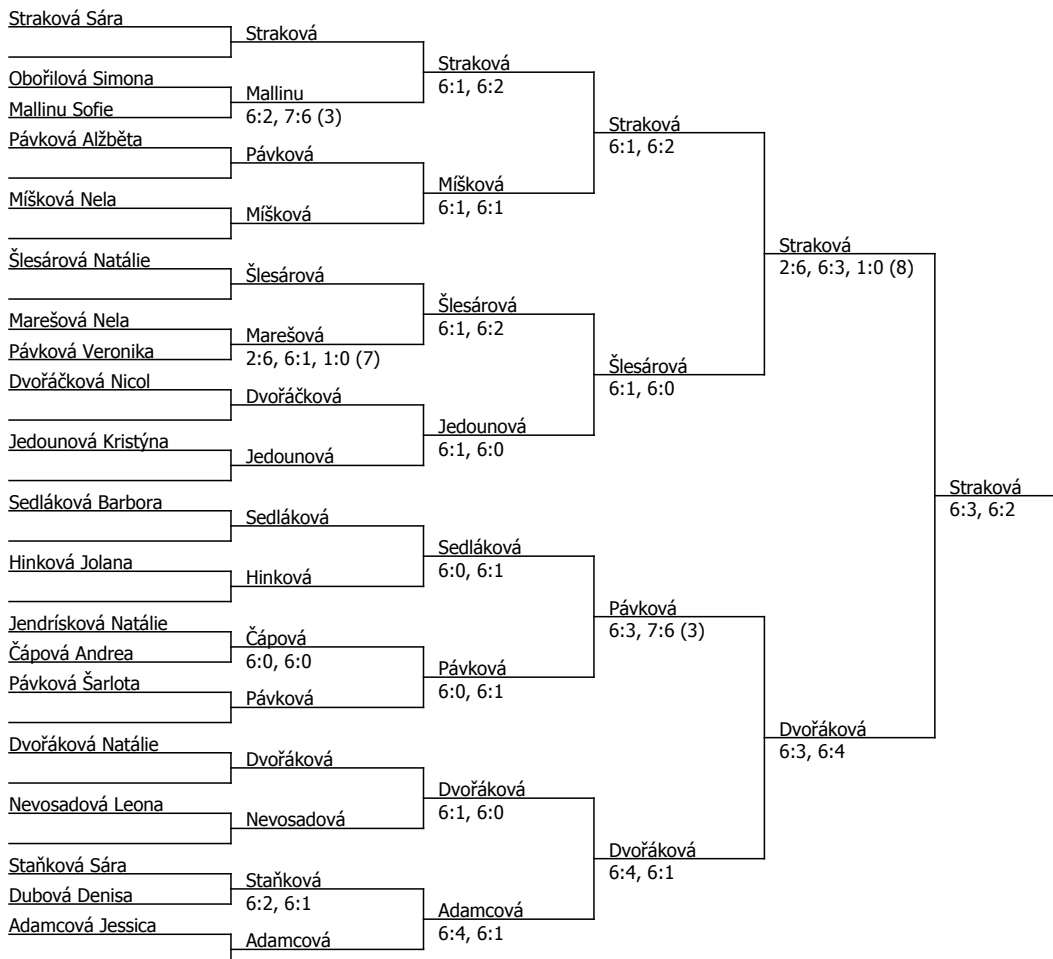 Straková Sára
Obořilová Simona
Mallinu Sofie
Pávková Alžběta
Míšková Nela
Šlesárová Natálie
Marešová Nela
Pávková Veronika
Dvořáčková Nicol
Jedounová Kristýna
Sedláková Barbora
Hinková Jolana
Jendrísková Natálie
Čápová Andrea
Pávková Šarlota
Dvořáková Natálie
Nevosadová Leona
Staňková Sára
Dubová Denisa
Adamcová Jessica
Straková
Mallinu
6:2, 7:6 (3)
Pávková
Míšková
Šlesárová
Marešová
2:6, 6:1, 1:0 (7)
Dvořáčková
Jedounová
Sedláková
Hinková
Čápová
6:0, 6:0
Pávková
Dvořáková
Nevosadová
Staňková
6:2, 6:1
Adamcová
Straková
6:1, 6:2
Míšková
6:1, 6:1
Šlesárová
6:1, 6:2
Jedounová
6:1, 6:0
Sedláková
6:0, 6:1
Pávková
6:0, 6:1
Dvořáková
6:1, 6:0
Adamcová
6:4, 6:1
Straková
6:1, 6:2
Šlesárová
6:1, 6:0
Pávková
6:3, 7:6 (3)
Dvořáková
6:4, 6:1
Straková
2:6, 6:3, 1:0 (8)
Dvořáková
6:3, 6:4
Straková
6:3, 6:2